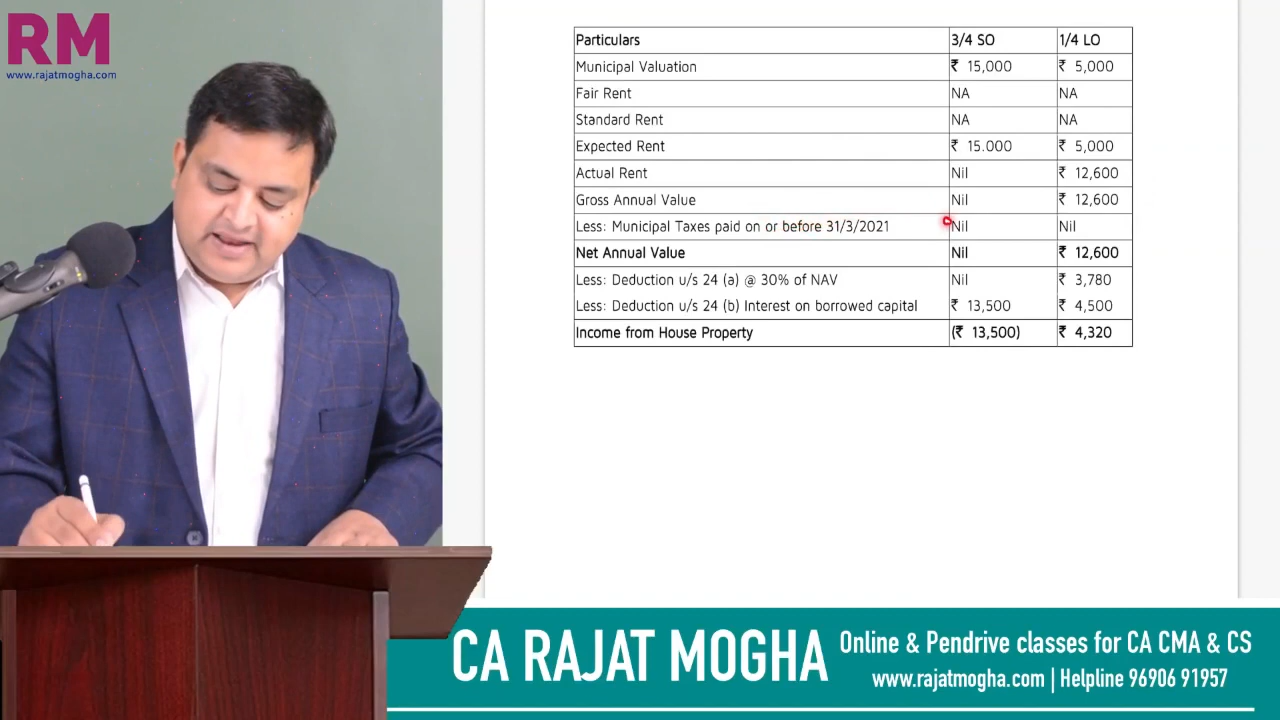 RM
www.rajatmogha.com
Particulars 3/4 SO 1/4 LO
Municipal Valuation ₹ 15,000 ₹ 5,000
Fair Rent NA NA
Standard Rent NA NA
Expected Rent ₹ 15.000 ₹ 5,000
Actual Rent Nil ₹ 12,600
Gross Annual Value Nil ₹ 12,600
Less: Municipal Taxes paid on or before 31/3/2021 Nil Nil
Net Annual Value Nil ₹ 12,600
Less: Deduction u/s 24 (a) @ 30% of NAV Nil ₹ 3,780
Less: Deduction u/s 24 (b) Interest on borrowed capital ₹ 13,500 ₹ 4,500
Income from House Property (₹ 13,500) ₹ 4,320
CA RAJAT MOGHA
Online & Pendrive classes for CA CMA & CS
www.rajatmogha.com | Helpline 96906 91957